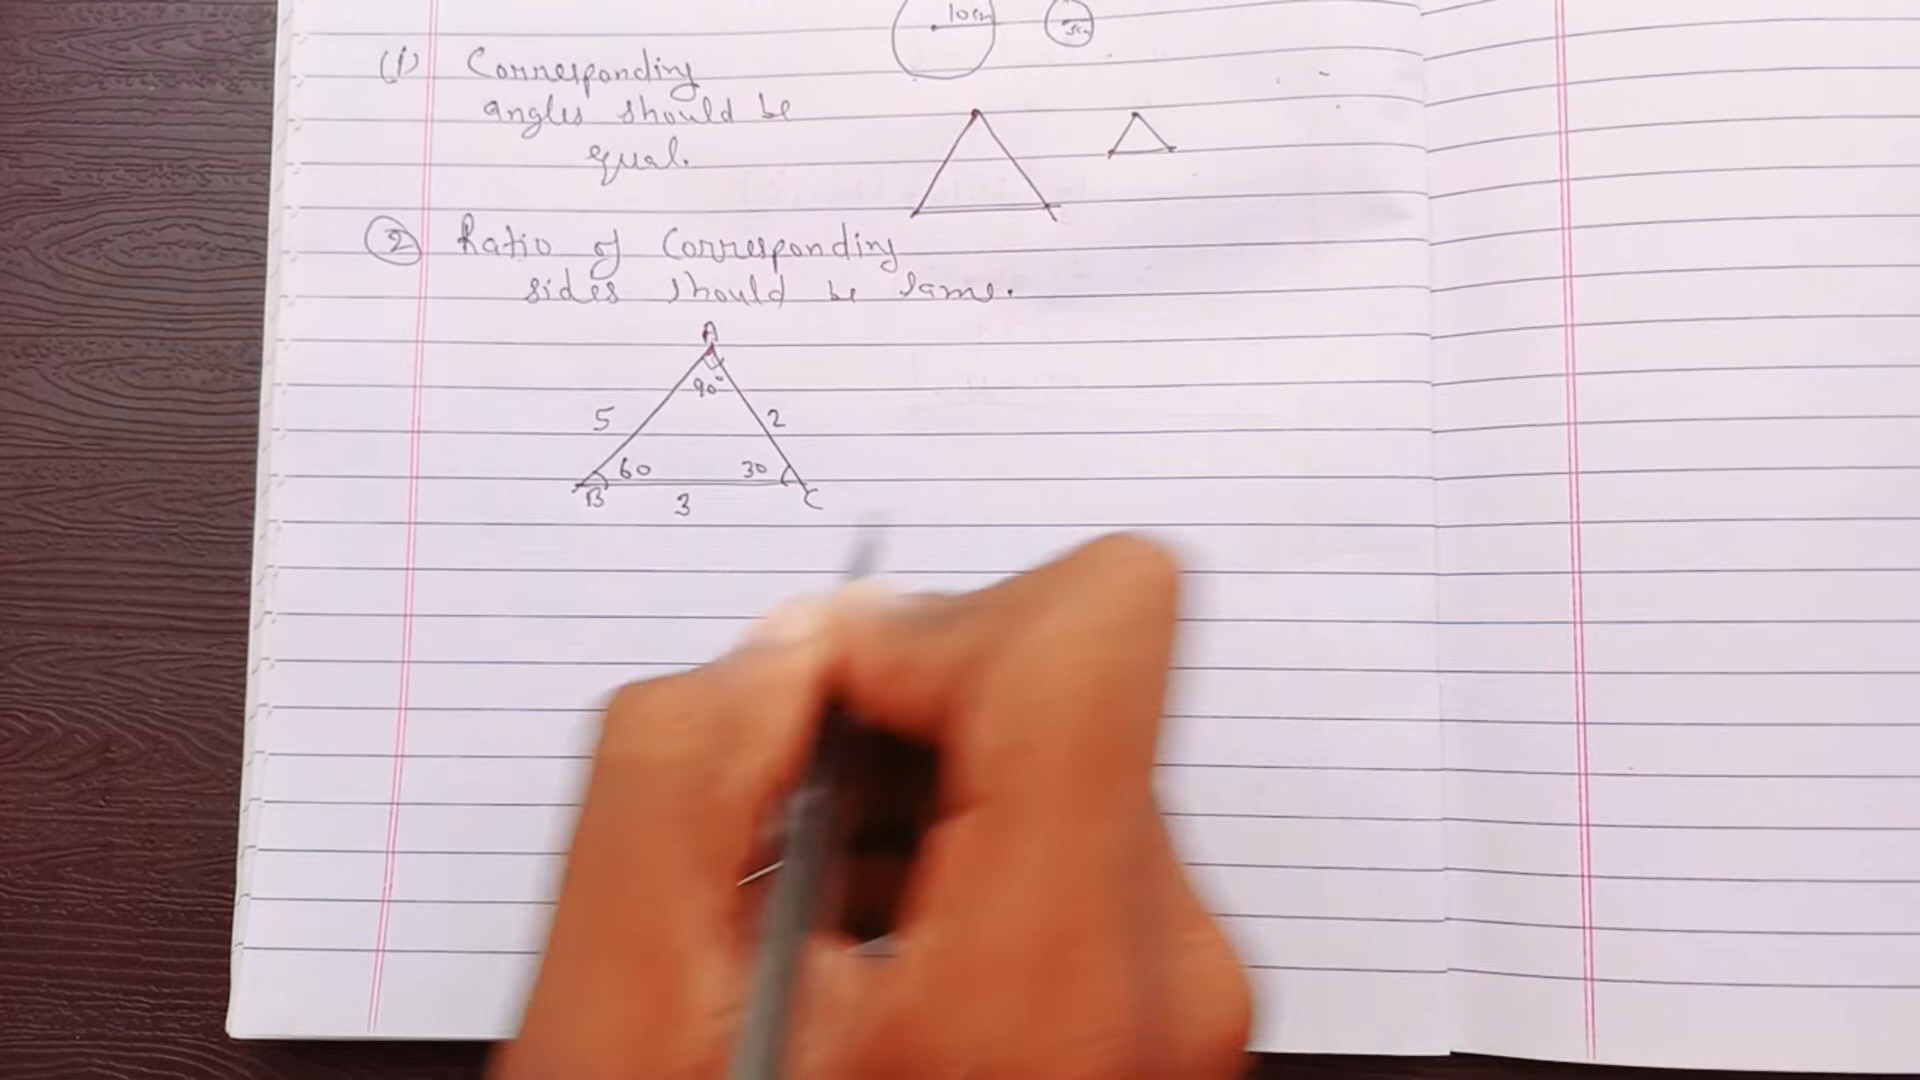 10cm
5cm
(1) Corresponding
angles should be
equal.
② Ratio of Corresponding
sides should be same.
A
90°
5
2
60
30
B
3
C